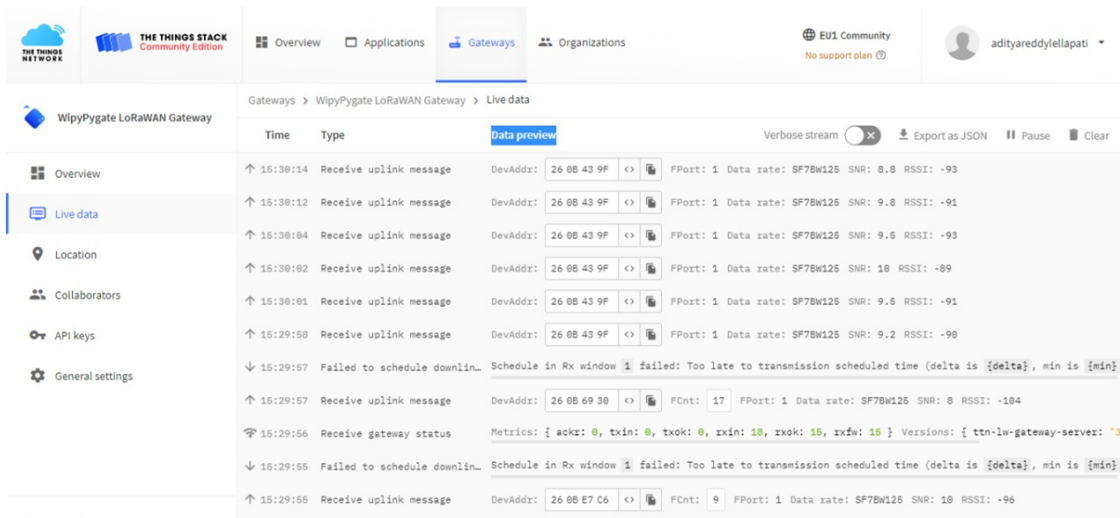 THE THINGS NETWORK
THE THINGS STACK
Community Edition
Overview
Applications
Gateways
Organizations
EU1 Community
No support plan
adityareddylellapati
WipyPygate LoRaWAN Gateway
Overview
Live data
Location
Collaborators
API keys
General settings
Gateways > WipyPygate LoRaWAN Gateway > Live data
Time Type Data preview Verbose stream Export as JSON Pause Clear
↑ 15:30:14 Receive uplink message DevAddr: 26 0B 43 9F <> FPort: 1 Data rate: SF7BW125 SNR: 8.8 RSSI: -93
↑ 15:30:12 Receive uplink message DevAddr: 26 0B 43 9F <> FPort: 1 Data rate: SF7BW125 SNR: 9.8 RSSI: -91
↑ 15:30:04 Receive uplink message DevAddr: 26 0B 43 9F <> FPort: 1 Data rate: SF7BW125 SNR: 9.5 RSSI: -93
↑ 15:30:02 Receive uplink message DevAddr: 26 0B 43 9F <> FPort: 1 Data rate: SF7BW125 SNR: 10 RSSI: -89
↑ 15:30:01 Receive uplink message DevAddr: 26 0B 43 9F <> FPort: 1 Data rate: SF7BW125 SNR: 9.5 RSSI: -91
↑ 15:29:58 Receive uplink message DevAddr: 26 0B 43 9F <> FPort: 1 Data rate: SF7BW125 SNR: 9.2 RSSI: -90
↓ 15:29:57 Failed to schedule downlin… Schedule in Rx window 1 failed: Too late to transmission scheduled time (delta is {delta}, min is {min}
↑ 15:29:57 Receive uplink message DevAddr: 26 0B 69 30 <> FCnt: 17 FPort: 1 Data rate: SF7BW125 SNR: 8 RSSI: -104
15:29:56 Receive gateway status Metrics: { ackr: 0, txin: 0, txok: 0, rxin: 18, rxok: 15, rxfw: 15 } Versions: { ttn-lw-gateway-server: "3
↓ 15:29:55 Failed to schedule downlin… Schedule in Rx window 1 failed: Too late to transmission scheduled time (delta is {delta}, min is {min}
↑ 15:29:55 Receive uplink message DevAddr: 26 0B E7 C6 <> FCnt: 9 FPort: 1 Data rate: SF7BW125 SNR: 10 RSSI: -96